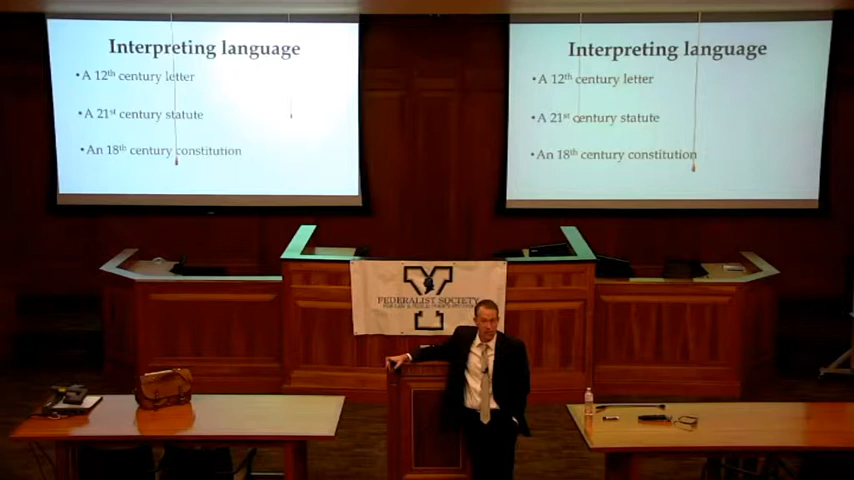 Interpreting language
• A 12th century letter
• A 21st century statute
• An 18th century constitution
Interpreting language
• A 12th century letter
• A 21st century statute
• An 18th century constitution
Y
FEDERALIST SOCIETY
L